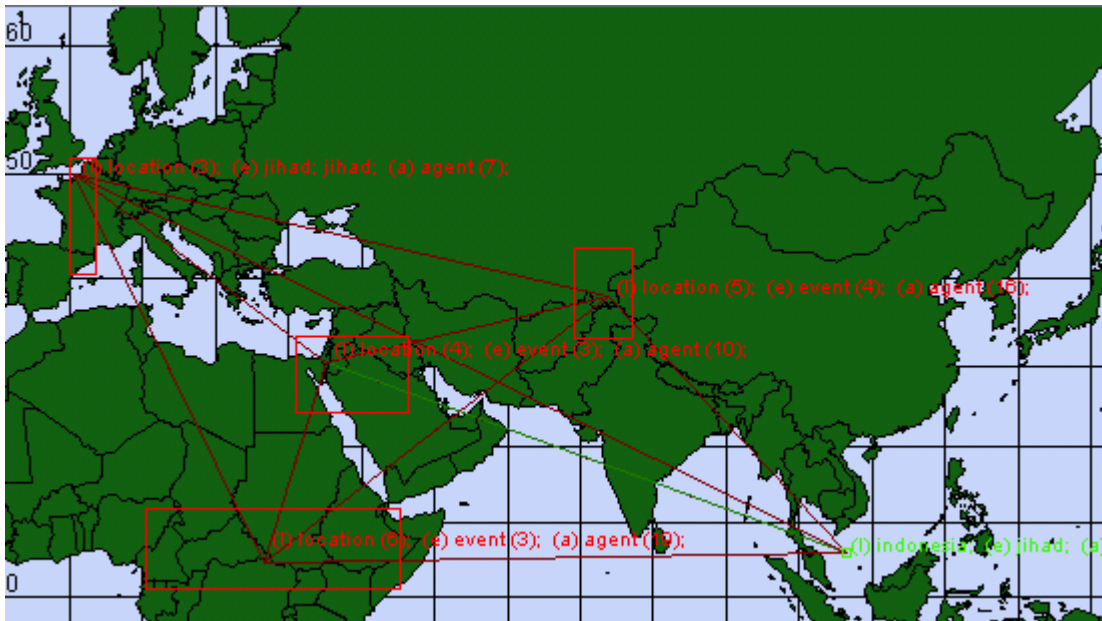 60
50
(l) location (3); (e) jihad; jihad; (a) agent (7);
(l) location (5); (e) event (4); (a) agent (16);
(l) location (4); (e) event (3); (a) agent (10);
(l) location (6); (e) event (3); (a) agent (19);
(l) indonesia; (e) jihad; (a)
0